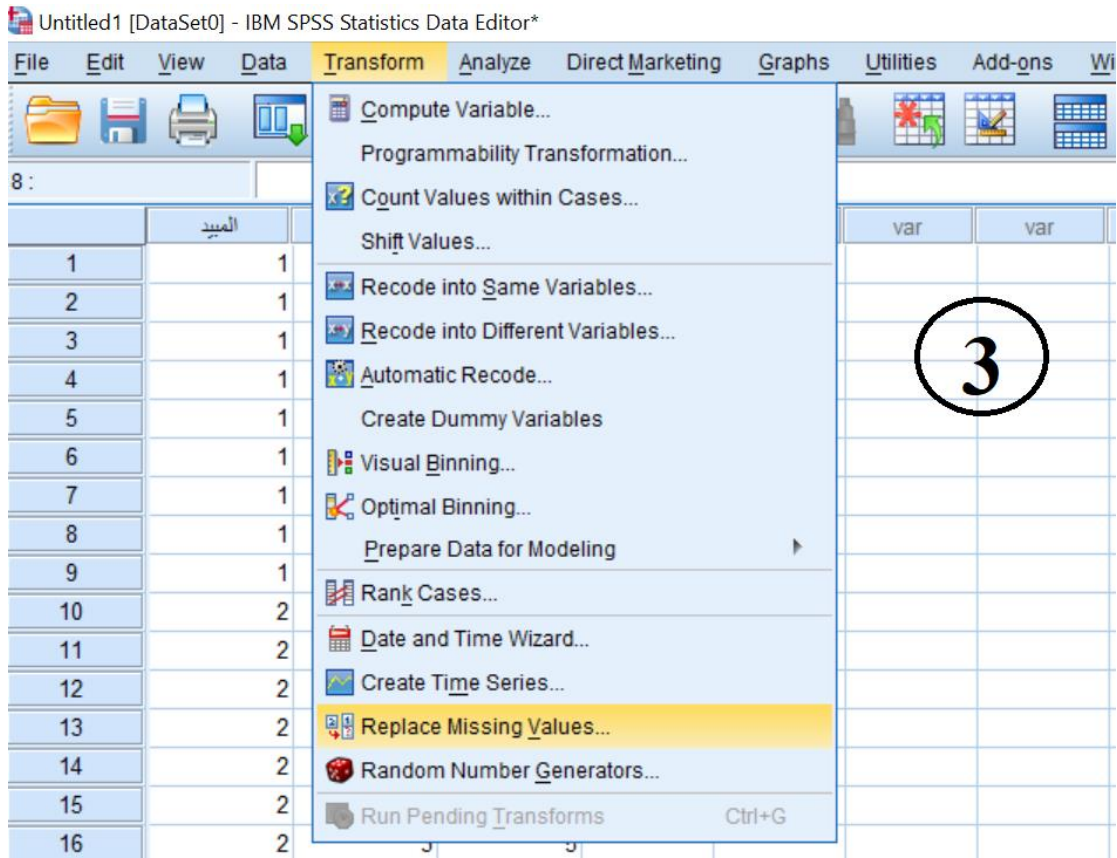 Untitled1 [DataSet0] - IBM SPSS Statistics Data Editor*
File Edit View Data Transform Analyze Direct Marketing Graphs Utilities Add-ons Wi
8 :
المبيد var var
Compute Variable...
Programmability Transformation...
Count Values within Cases...
Shift Values...
Recode into Same Variables...
Recode into Different Variables...
Automatic Recode...
Create Dummy Variables
Visual Binning...
Optimal Binning...
Prepare Data for Modeling
Rank Cases...
Date and Time Wizard...
Create Time Series...
Replace Missing Values...
Random Number Generators...
Run Pending Transforms Ctrl+G
1 1
2 1
3 1
4 1
5 1
6 1
7 1
8 1
9 1
10 2
11 2
12 2
13 2
14 2
15 2
16 2
3